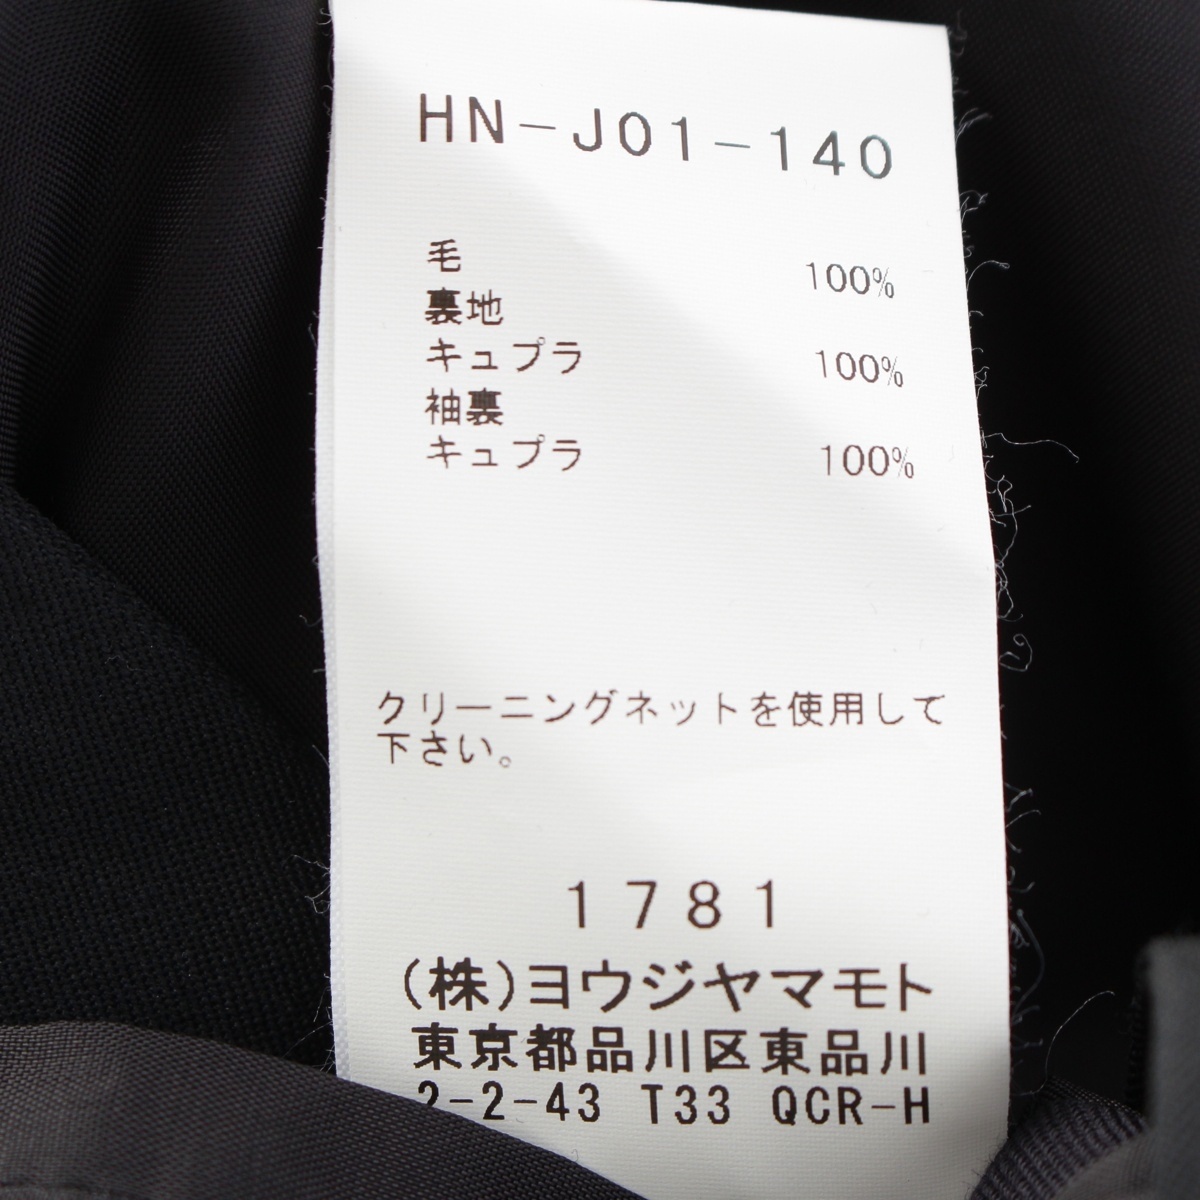 HN-J01-140
毛 100%
裏地
キュプラ 100%
袖裏
キュプラ 100%
クリーニングネットを使用して
下さい。
1781
(株)ヨウジヤマモト
東京都品川区東品川
2-2-43 T33 QCR-H